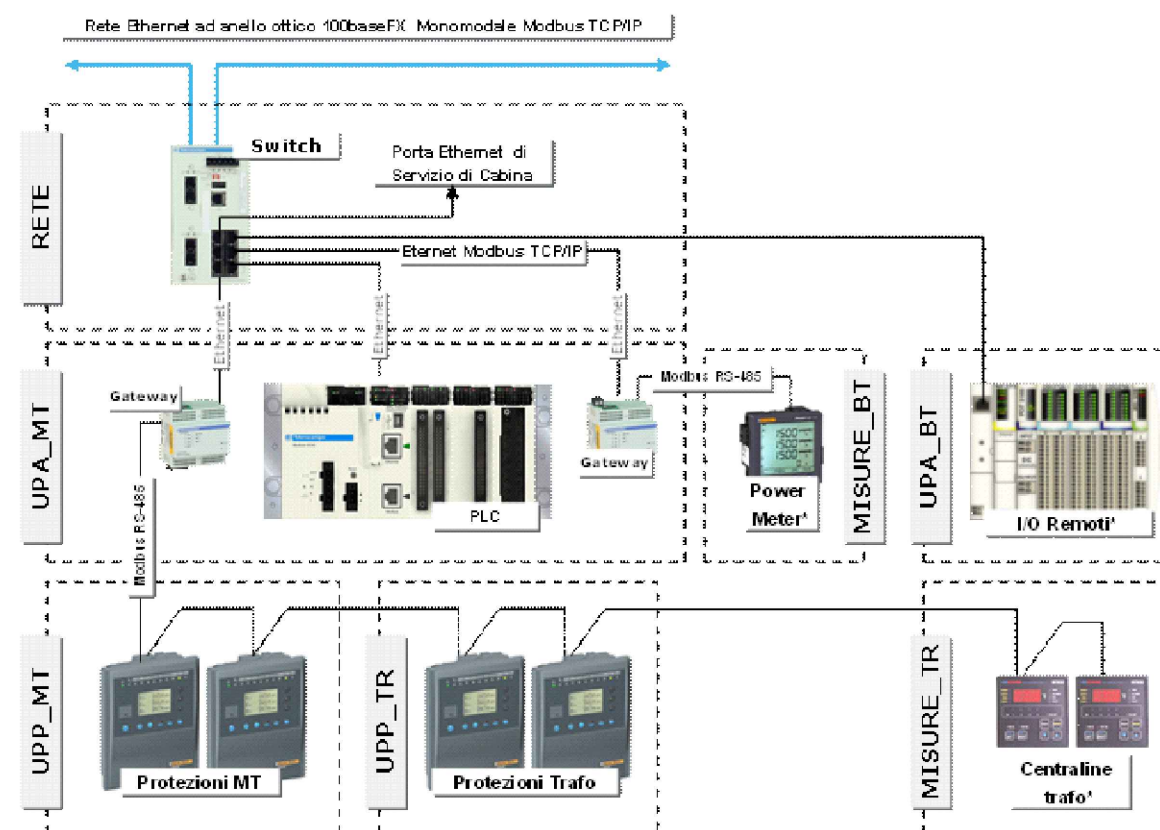 Rete Ethernet ad anello ottico 100baseFX Monomodale Modbus TCP/IP
RETE
Switch
Porta Ethernet di
Servizio di Cabina
Eternet Modbus TCP/IP
Ethernet
Ethernet
Ethernet
UPA_MT
Gateway
PLC
Modbus RS-485
Gateway
Modbus RS-485
Power
Meter*
MISURE_BT
UPA_BT
I/O Remoti*
UPP_MT
Protezioni MT
UPP_TR
Protezioni Trafo
MISURE_TR
Centraline
trafo*